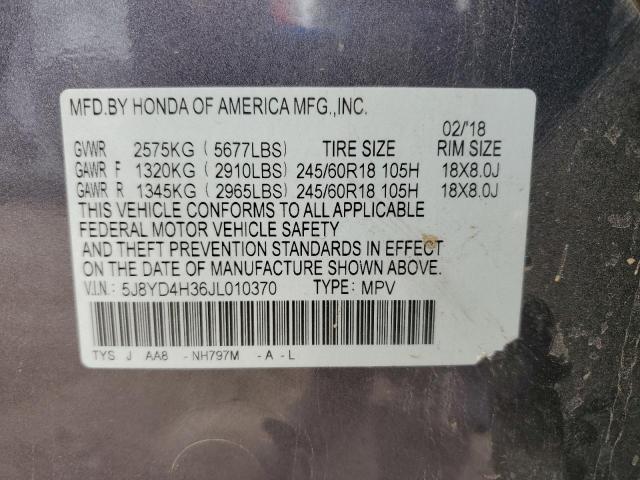 MFD.BY HONDA OF AMERICA MFG.,INC.
02/'18
GVWR 2575KG (5677LBS) TIRE SIZE RIM SIZE
GAWR F 1320KG (2910LBS) 245/60R18 105H 18X8.0J
GAWR R 1345KG (2965LBS) 245/60R18 105H 18X8.0J
THIS VEHICLE CONFORMS TO ALL APPLICABLE
FEDERAL MOTOR VEHICLE SAFETY
AND THEFT PREVENTION STANDARDS IN EFFECT
ON THE DATE OF MANUFACTURE SHOWN ABOVE.
V.I.N.: 5J8YD4H36JL010370 TYPE: MPV
TYS J AA8 - NH797M - A - L